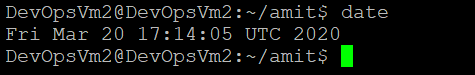 DevOpsVm2@DevOpsVm2:~/amit$ date
Fri Mar 20 17:14:05 UTC 2020
DevOpsVm2@DevOpsVm2:~/amit$